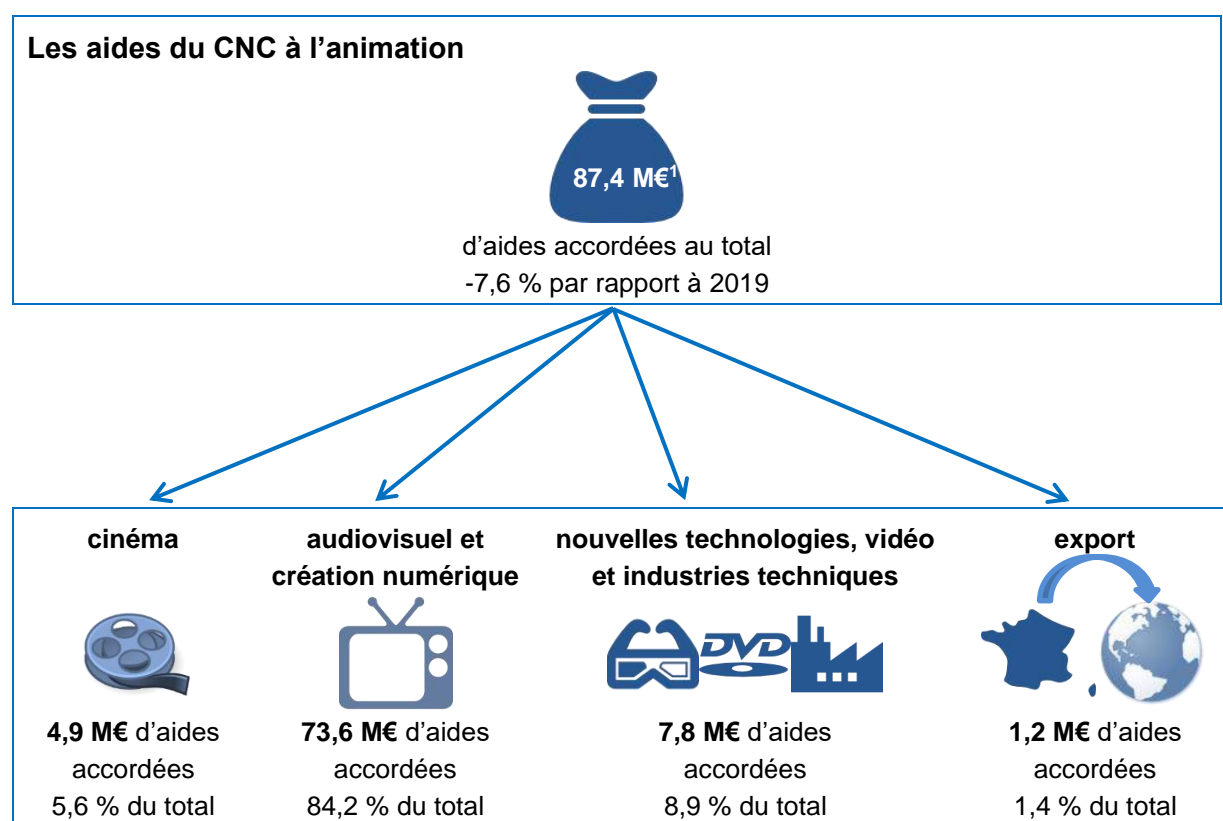 Les aides du CNC à l'animation
87,4 M€¹
d'aides accordées au total
-7,6 % par rapport à 2019
cinéma
audiovisuel et
création numérique
nouvelles technologies, vidéo
et industries techniques
export
DVD
4,9 M€ d'aides
accordées
5,6 % du total
73,6 M€ d'aides
accordées
84,2 % du total
7,8 M€ d'aides
accordées
8,9 % du total
1,2 M€ d'aides
accordées
1,4 % du total